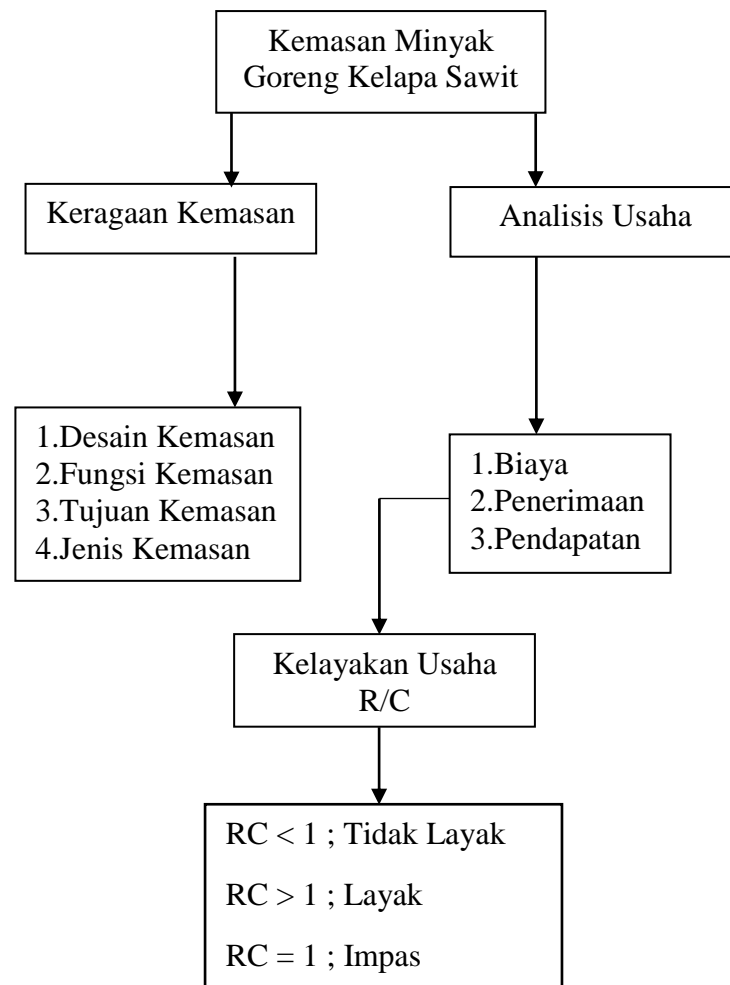 Kemasan Minyak
Goreng Kelapa Sawit
Keragaan Kemasan
Analisis Usaha
1.Desain Kemasan
2.Fungsi Kemasan
3.Tujuan Kemasan
4.Jenis Kemasan
1.Biaya
2.Penerimaan
3.Pendapatan
Kelayakan Usaha
R/C
RC < 1 ; Tidak Layak
RC > 1 ; Layak
RC = 1 ; Impas